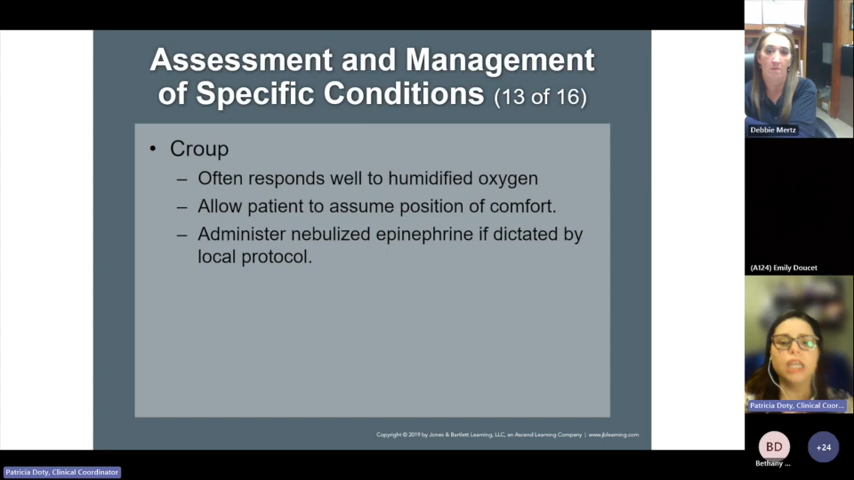 Assessment and Management
of Specific Conditions (13 of 16)
• Croup
– Often responds well to humidified oxygen
– Allow patient to assume position of comfort.
– Administer nebulized epinephrine if dictated by
local protocol.
Copyright © 2019 by Jones & Bartlett Learning, LLC, an Ascend Learning Company | www.jblearning.com
Debbie Mertz
(A124) Emily Doucet
Patricia Doty, Clinical Coor...
BD
+24
Bethany ...
Patricia Doty, Clinical Coordinator